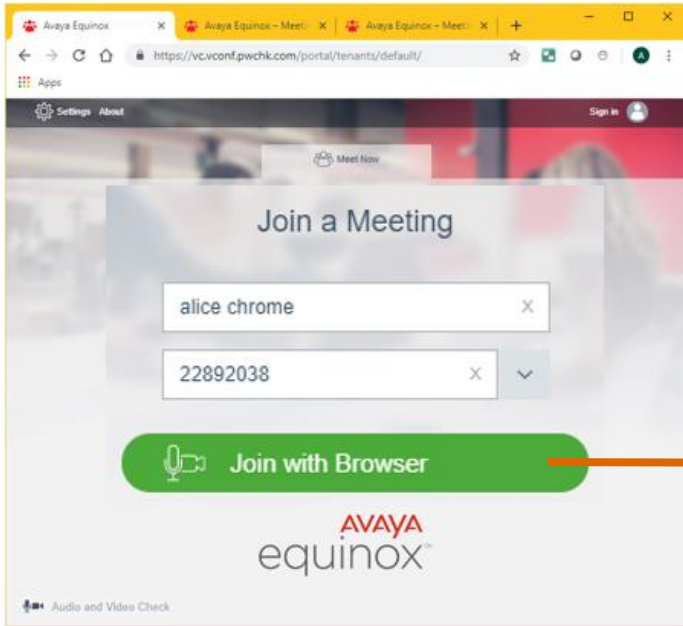 Avaya Equinox
Avaya Equinox – Meeti
Avaya Equinox – Meeti
https://vc.vconf.pwchk.com/portal/tenants/default/
A
Apps
Settings About
Sign in
Meet Now
Join a Meeting
alice chrome
22892038
Join with Browser
AVAYA
equinox™
Audio and Video Check